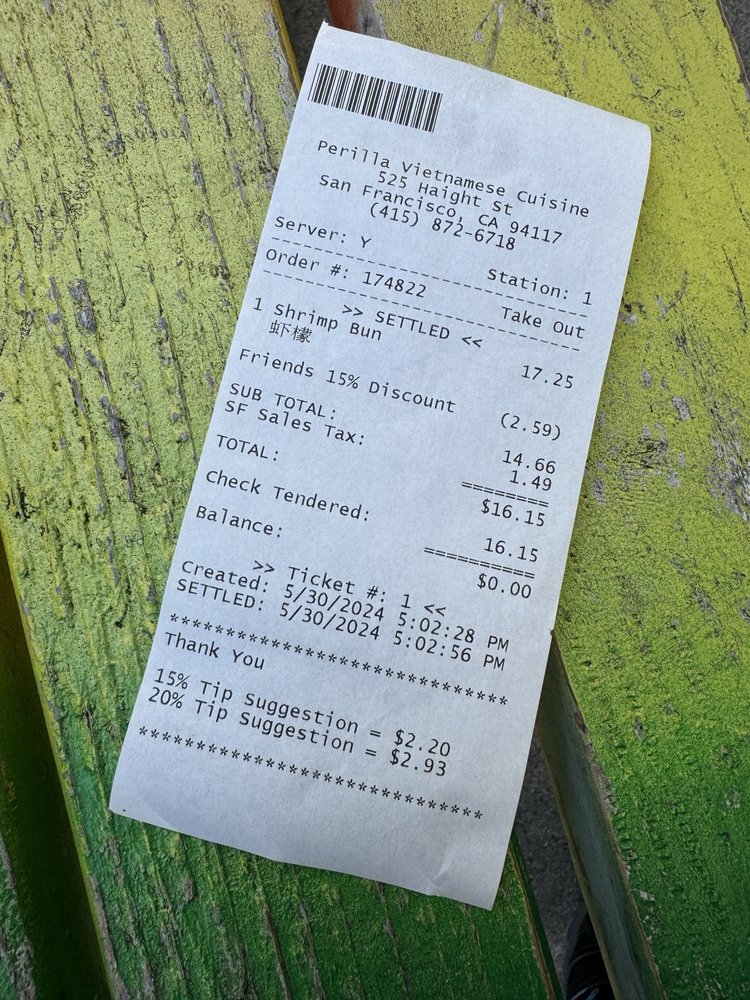 Perilla Vietnamese Cuisine
525 Haight St
San Francisco, CA 94117
(415) 872-6718
Server: Y Station: 1
Order #: 174822 Take Out
>> SETTLED <<
1 Shrimp Bun 17.25
虾檬
Friends 15% Discount (2.59)
SUB TOTAL: 14.66
SF Sales Tax: 1.49
TOTAL: $16.15
Check Tendered: 16.15
Balance: $0.00
>> Ticket #: 1 <<
Created: 5/30/2024 5:02:28 PM
SETTLED: 5/30/2024 5:02:56 PM
******************************
Thank You
15% Tip Suggestion = $2.20
20% Tip Suggestion = $2.93
******************************